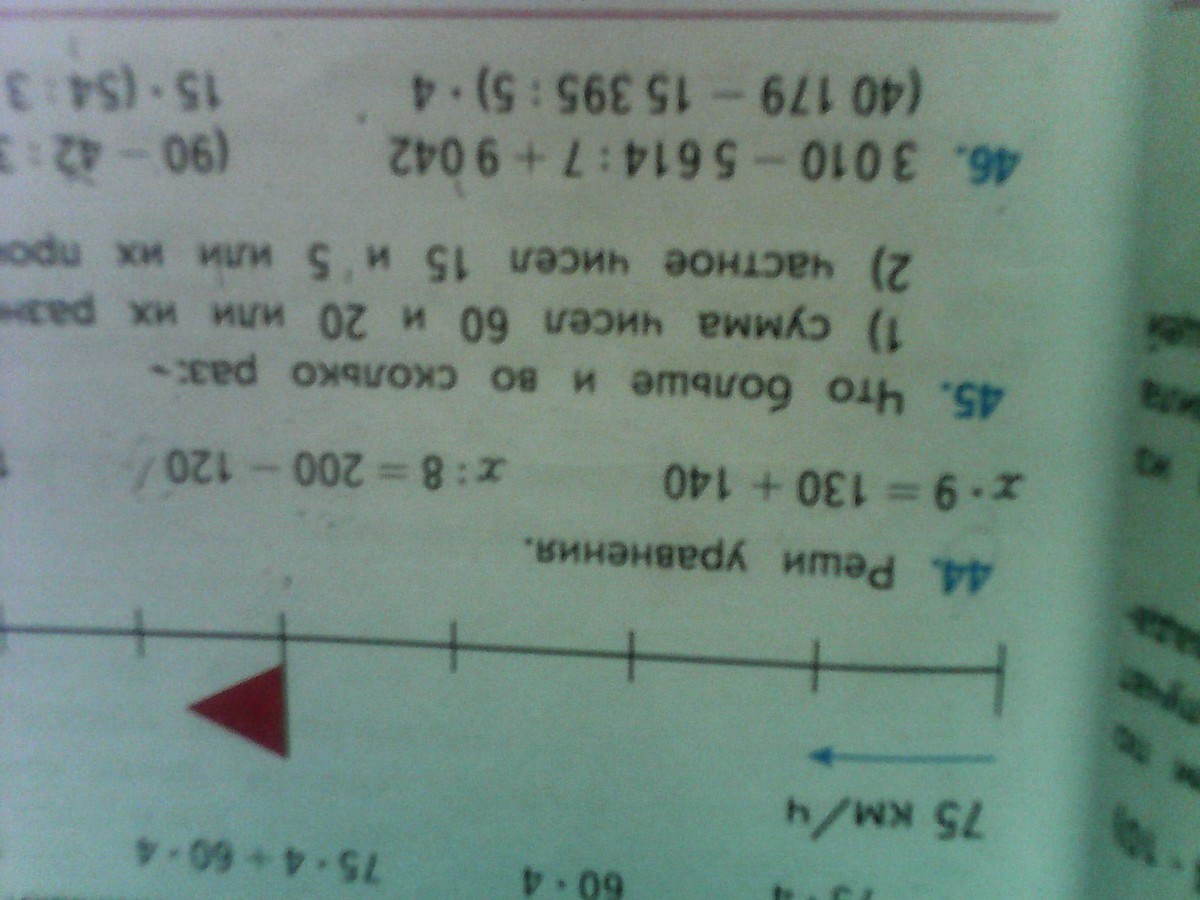 60 · 4 75 · 4 + 60 · 4
75 км/ч
44. Реши уравнения.
x · 9 = 130 + 140 x : 8 = 200 − 120
45. Что больше и во сколько раз:
1) сумма чисел 60 и 20 или их
2) частное чисел 15 и 5 или их
46. 3 010 − 5 614 : 7 + 9 042 (90 − 42 : 3
(40 179 − 15 395 : 5) · 4 15 · (54 : 3